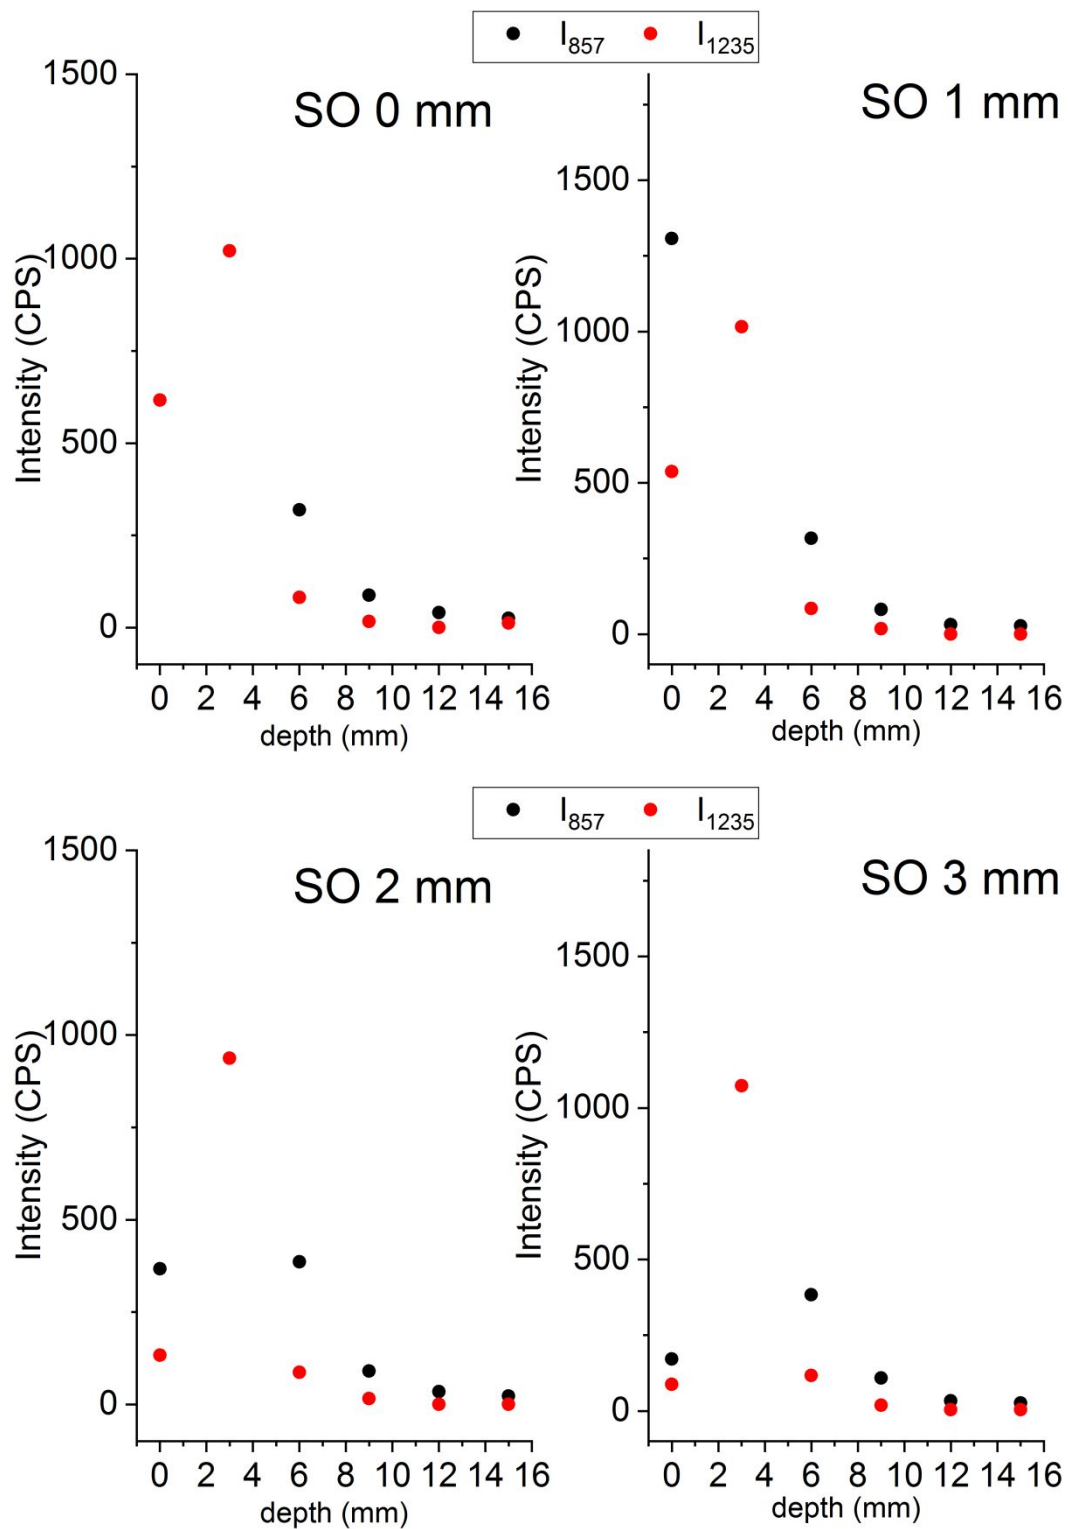 I857 I1235
SO 0 mm
1500
1000
500
0
Intensity (CPS)
0 2 4 6 8 10 12 14 16
depth (mm)
SO 1 mm
1500
1000
500
0
Intensity (CPS)
0 2 4 6 8 10 12 14 16
depth (mm)
I857 I1235
SO 2 mm
1500
1000
500
0
Intensity (CPS)
0 2 4 6 8 10 12 14 16
depth (mm)
SO 3 mm
1500
1000
500
0
Intensity (CPS)
0 2 4 6 8 10 12 14 16
depth (mm)